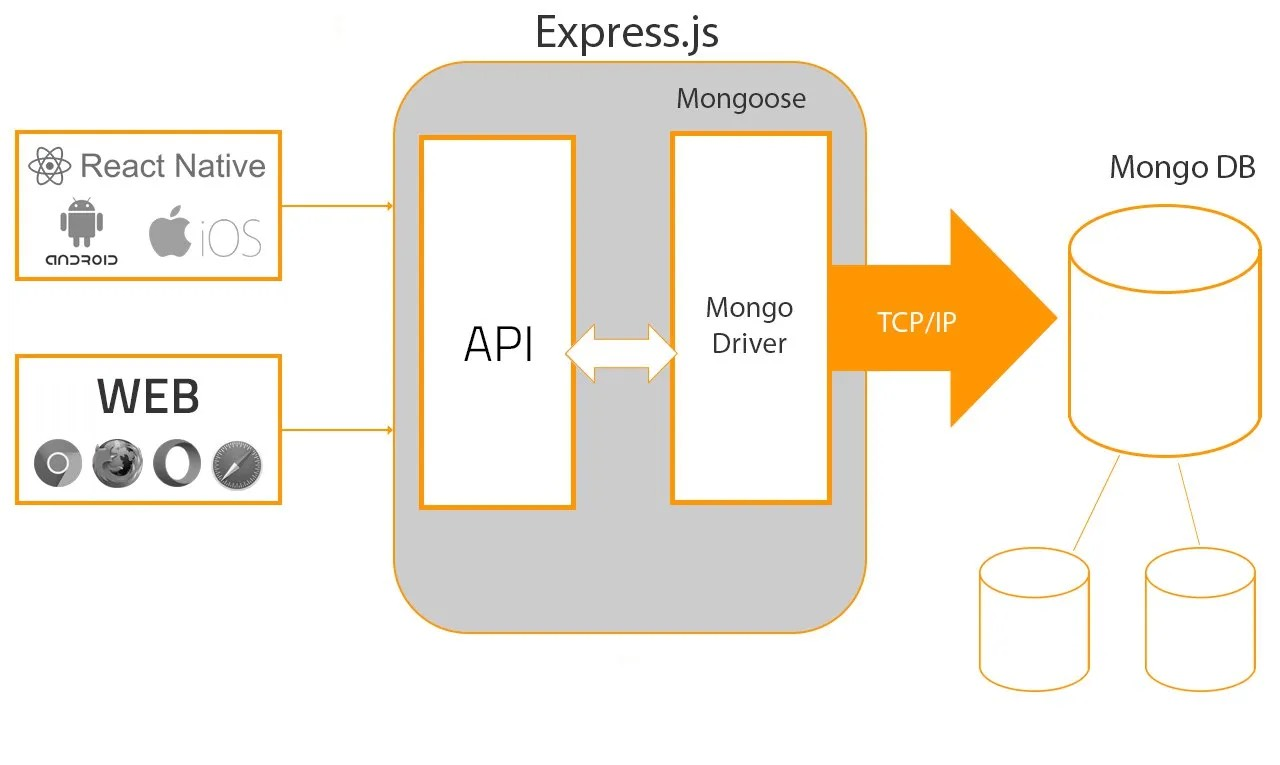 Express.js
Mongoose
React Native
ANDROID
iOS
WEB
API
Mongo
Driver
TCP/IP
Mongo DB